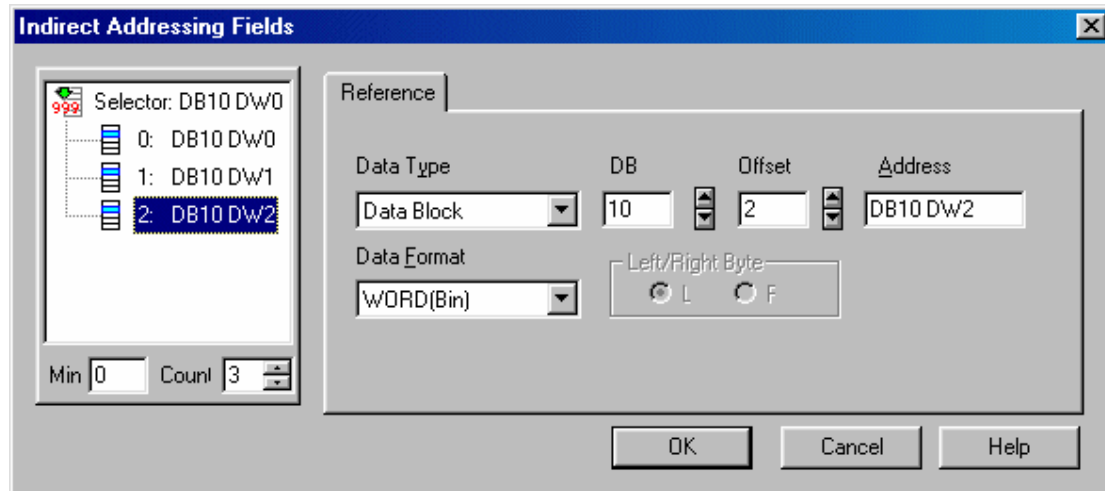 Indirect Addressing Fields
999 Selector: DB10 DW0
0: DB10 DW0
1: DB10 DW1
2: DB10 DW2
Min 0 Count 3
Reference
Data Type DB Offset Address
Data Block 10 2 DB10 DW2
Data Format Left/Right Byte
WORD(Bin) L F
OK Cancel Help